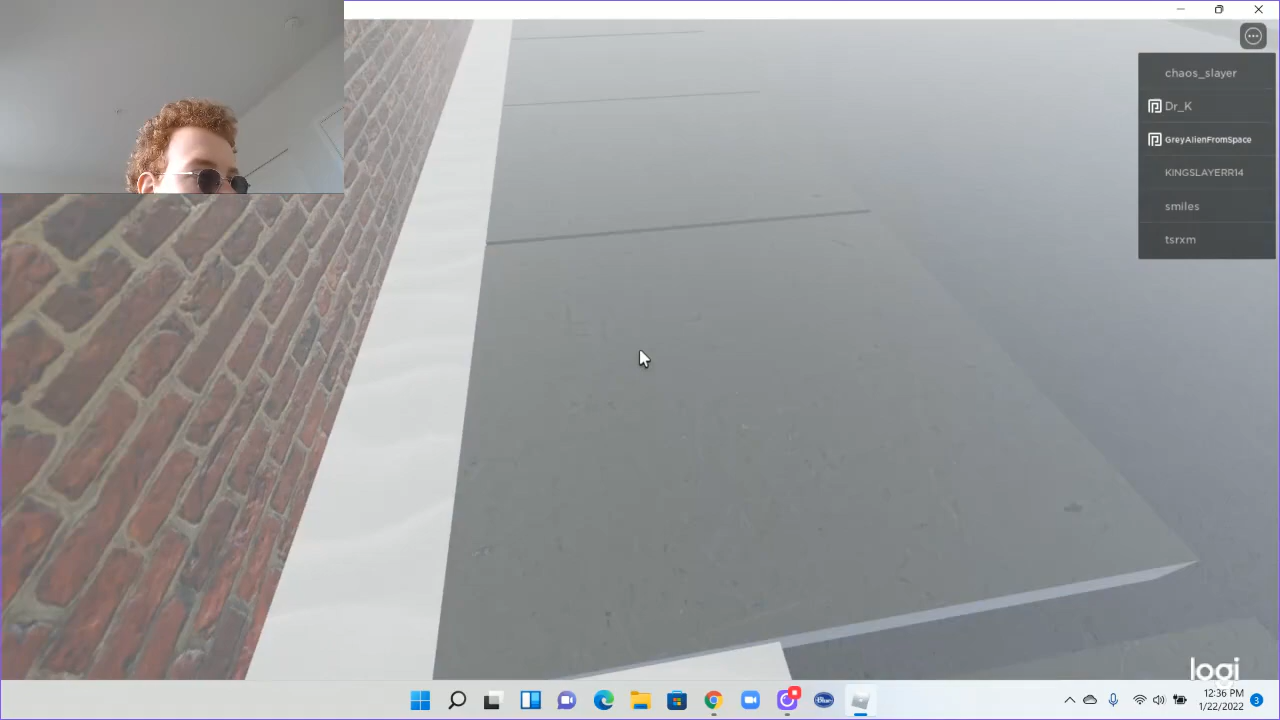 chaos_slayer
Dr_K
GreyAlienFromSpace
KINGSLAYERR14
smiles
tsrxm
logi
12:36 PM
1/22/2022
3